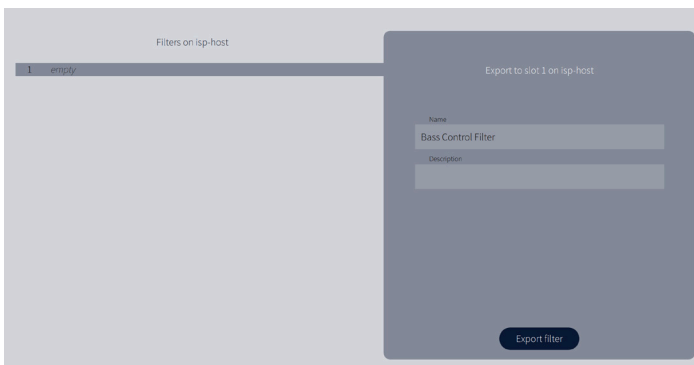 Filters on isp-host
1 empty
Export to slot 1 on isp-host
Name
Bass Control Filter
Description
Export filter